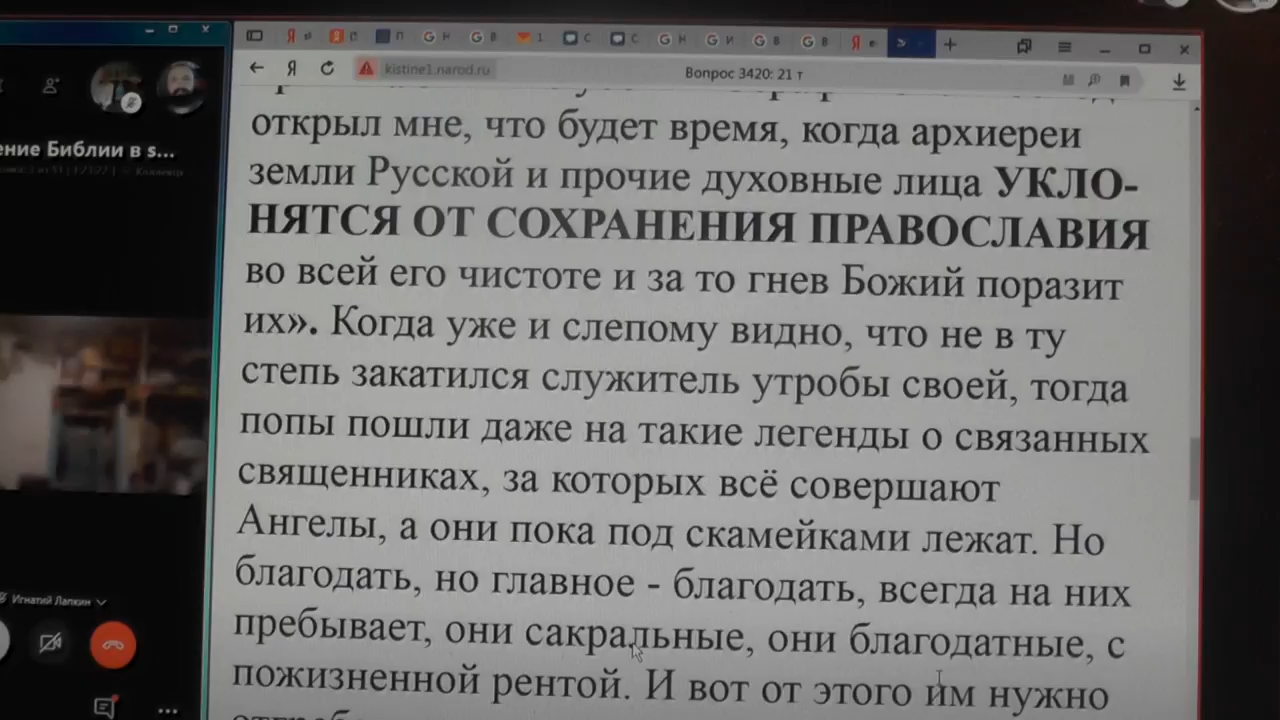 kistine1.narod.ru
Вопрос 3420: 21 т
открыл мне, что будет время, когда архиереи
земли Русской и прочие духовные лица УКЛО-
НЯТСЯ ОТ СОХРАНЕНИЯ ПРАВОСЛАВИЯ
во всей его чистоте и за то гнев Божий поразит
их». Когда уже и слепому видно, что не в ту
степь закатился служитель утробы своей, тогда
попы пошли даже на такие легенды о связанных
священниках, за которых всё совершают
Ангелы, а они пока под скамейками лежат. Но
благодать, но главное - благодать, всегда на них
пребывает, они сакральные, они благодатные, с
пожизненной рентой. И вот от этого им нужно
ение Библии в s...
Игнатий Лапкин